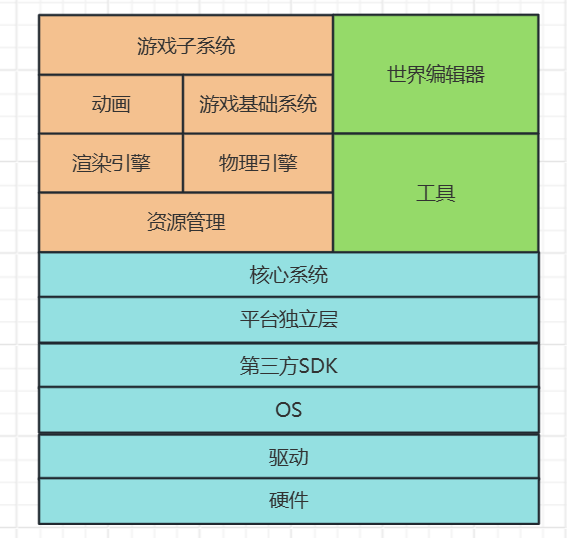 游戏子系统
世界编辑器
动画
游戏基础系统
渲染引擎
物理引擎
工具
资源管理
核心系统
平台独立层
第三方SDK
OS
驱动
硬件